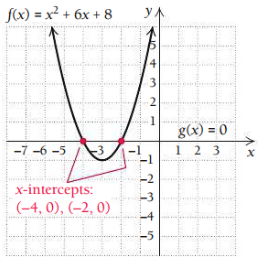 f(x) = x² + 6x + 8
y
5
4
3
2
1
g(x) = 0
-7 -6 -5 -3 -1 1 2 3 x
-1
-2
x-intercepts:
(-4, 0), (-2, 0)
-3
-4
-5